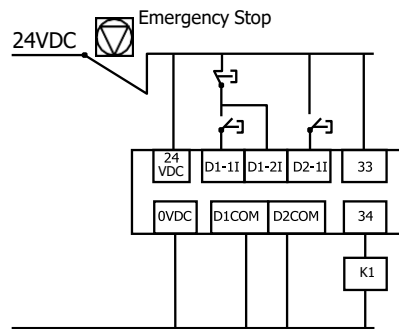 Emergency Stop
24VDC
24
VDC
D1-1I D1-2I D2-1I 33
0VDC D1COM D2COM 34
K1